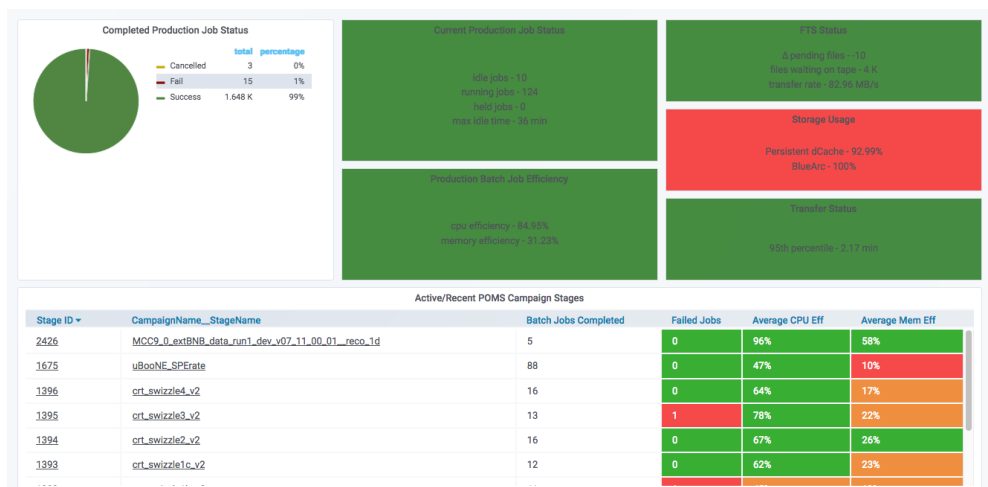 Completed Production Job Status
total percentage
Cancelled 3 0%
Fail 15 1%
Success 1.648 K 99%
Current Production Job Status
idle jobs - 10
running jobs - 124
held jobs - 0
max idle time - 36 min
Production Batch Job Efficiency
cpu efficiency - 84.95%
memory efficiency - 31.23%
FTS Status
Δ pending files - -10
files waiting on tape - 4 K
transfer rate - 82.96 MB/s
Storage Usage
Persistent dCache - 92.99%
BlueArc - 100%
Transfer Status
95th percentile - 2.17 min
Active/Recent POMS Campaign Stages
Stage ID CampaignName__StageName Batch Jobs Completed Failed Jobs Average CPU Eff Average Mem Eff
2426 MCC9_0_extBNB_data_run1_dev_v07_11_00_01__reco_1d 5 0 96% 58%
1675 uBooNE_SPErate 88 0 47% 10%
1396 crt_swizzle4_v2 16 0 64% 17%
1395 crt_swizzle3_v2 13 1 78% 22%
1394 crt_swizzle2_v2 16 0 67% 26%
1393 crt_swizzle1c_v2 12 0 62% 23%